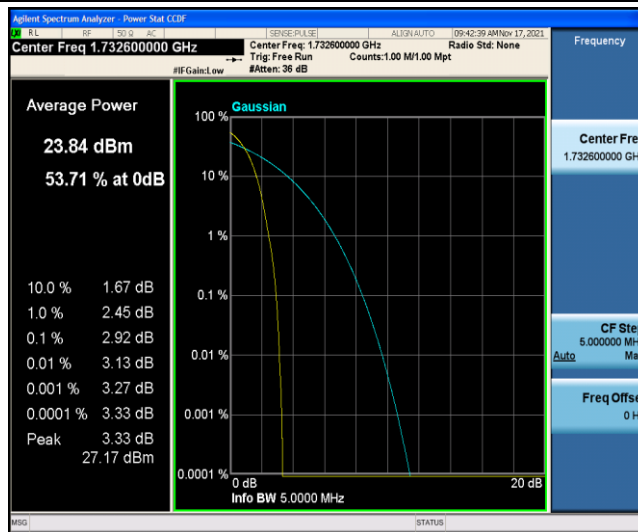 Agilent Spectrum Analyzer - Power Stat CCDF
RL RF 50 Ω AC SENSE:PULSE ALIGN AUTO 09:42:39 AM Nov 17, 2021
Center Freq 1.732600000 GHz
Center Freq: 1.732600000 GHz Radio Std: None
Trig: Free Run Counts:1.00 M/1.00 Mpt
#IFGain:Low #Atten: 36 dB
Frequency
Average Power
23.84 dBm
53.71 % at 0dB
10.0 % 1.67 dB
1.0 % 2.45 dB
0.1 % 2.92 dB
0.01 % 3.13 dB
0.001 % 3.27 dB
0.0001 % 3.33 dB
Peak 3.33 dB
27.17 dBm
Gaussian
100 %
10 %
1 %
0.1 %
0.01 %
0.001 %
0.0001 %
0 dB 20 dB
Info BW 5.0000 MHz
Center Fre
1.732600000 GH
CF Ste
5.000000 MH
Auto Ma
Freq Offse
0 H
MSG STATUS